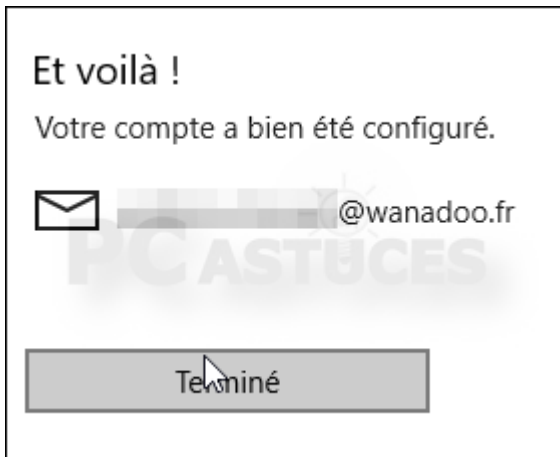 Et voilà !
Votre compte a bien été configuré.
@wanadoo.fr
PC ASTUCES
Terminé